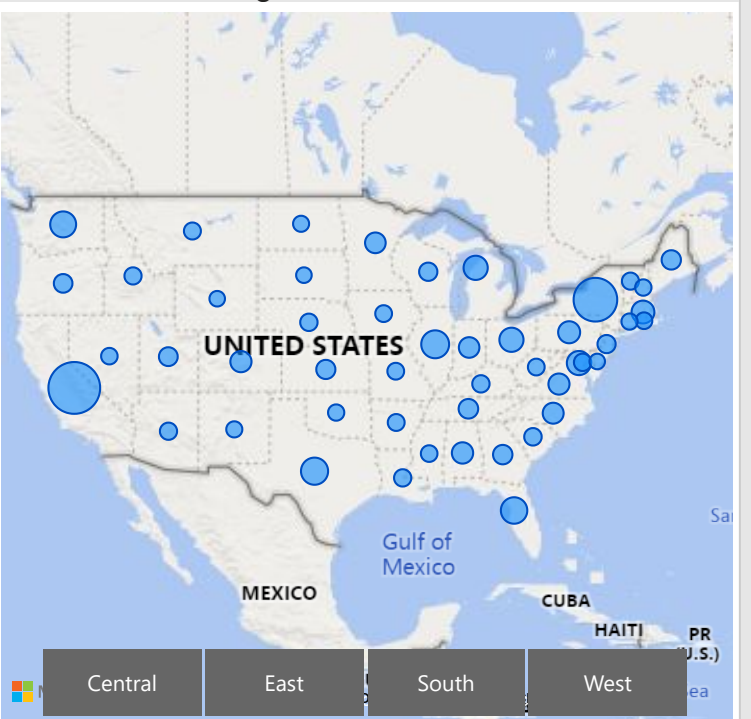 UNITED STATES
Gulf of
Mexico
MEXICO
CUBA
HAITI
PR
U.S.)
Central
East
South
West